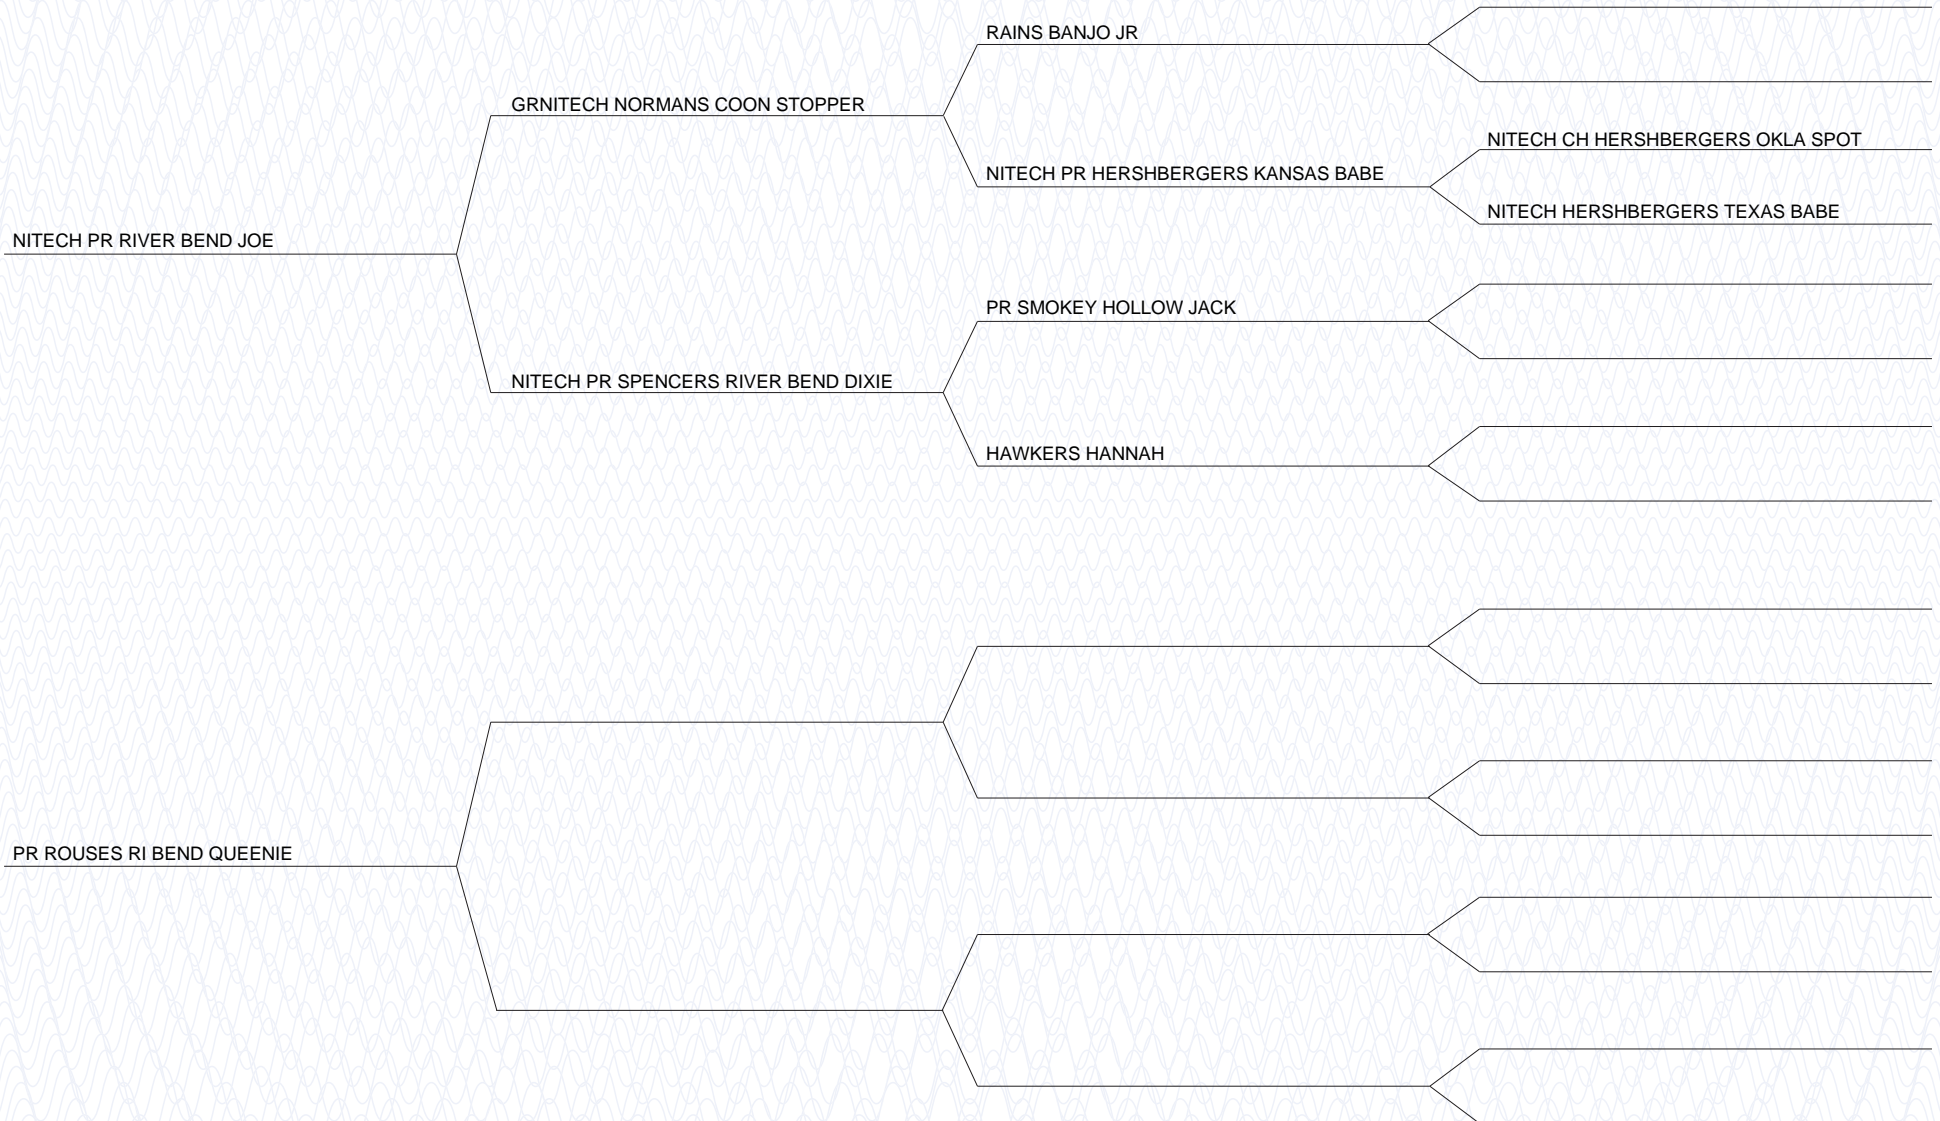 RAINS BANJO JR
GRNITECH NORMANS COON STOPPER
NITECH CH HERSHBERGERS OKLA SPOT
NITECH PR HERSHBERGERS KANSAS BABE
NITECH HERSHBERGERS TEXAS BABE
NITECH PR RIVER BEND JOE
PR SMOKEY HOLLOW JACK
NITECH PR SPENCERS RIVER BEND DIXIE
HAWKERS HANNAH
PR ROUSES RI BEND QUEENIE